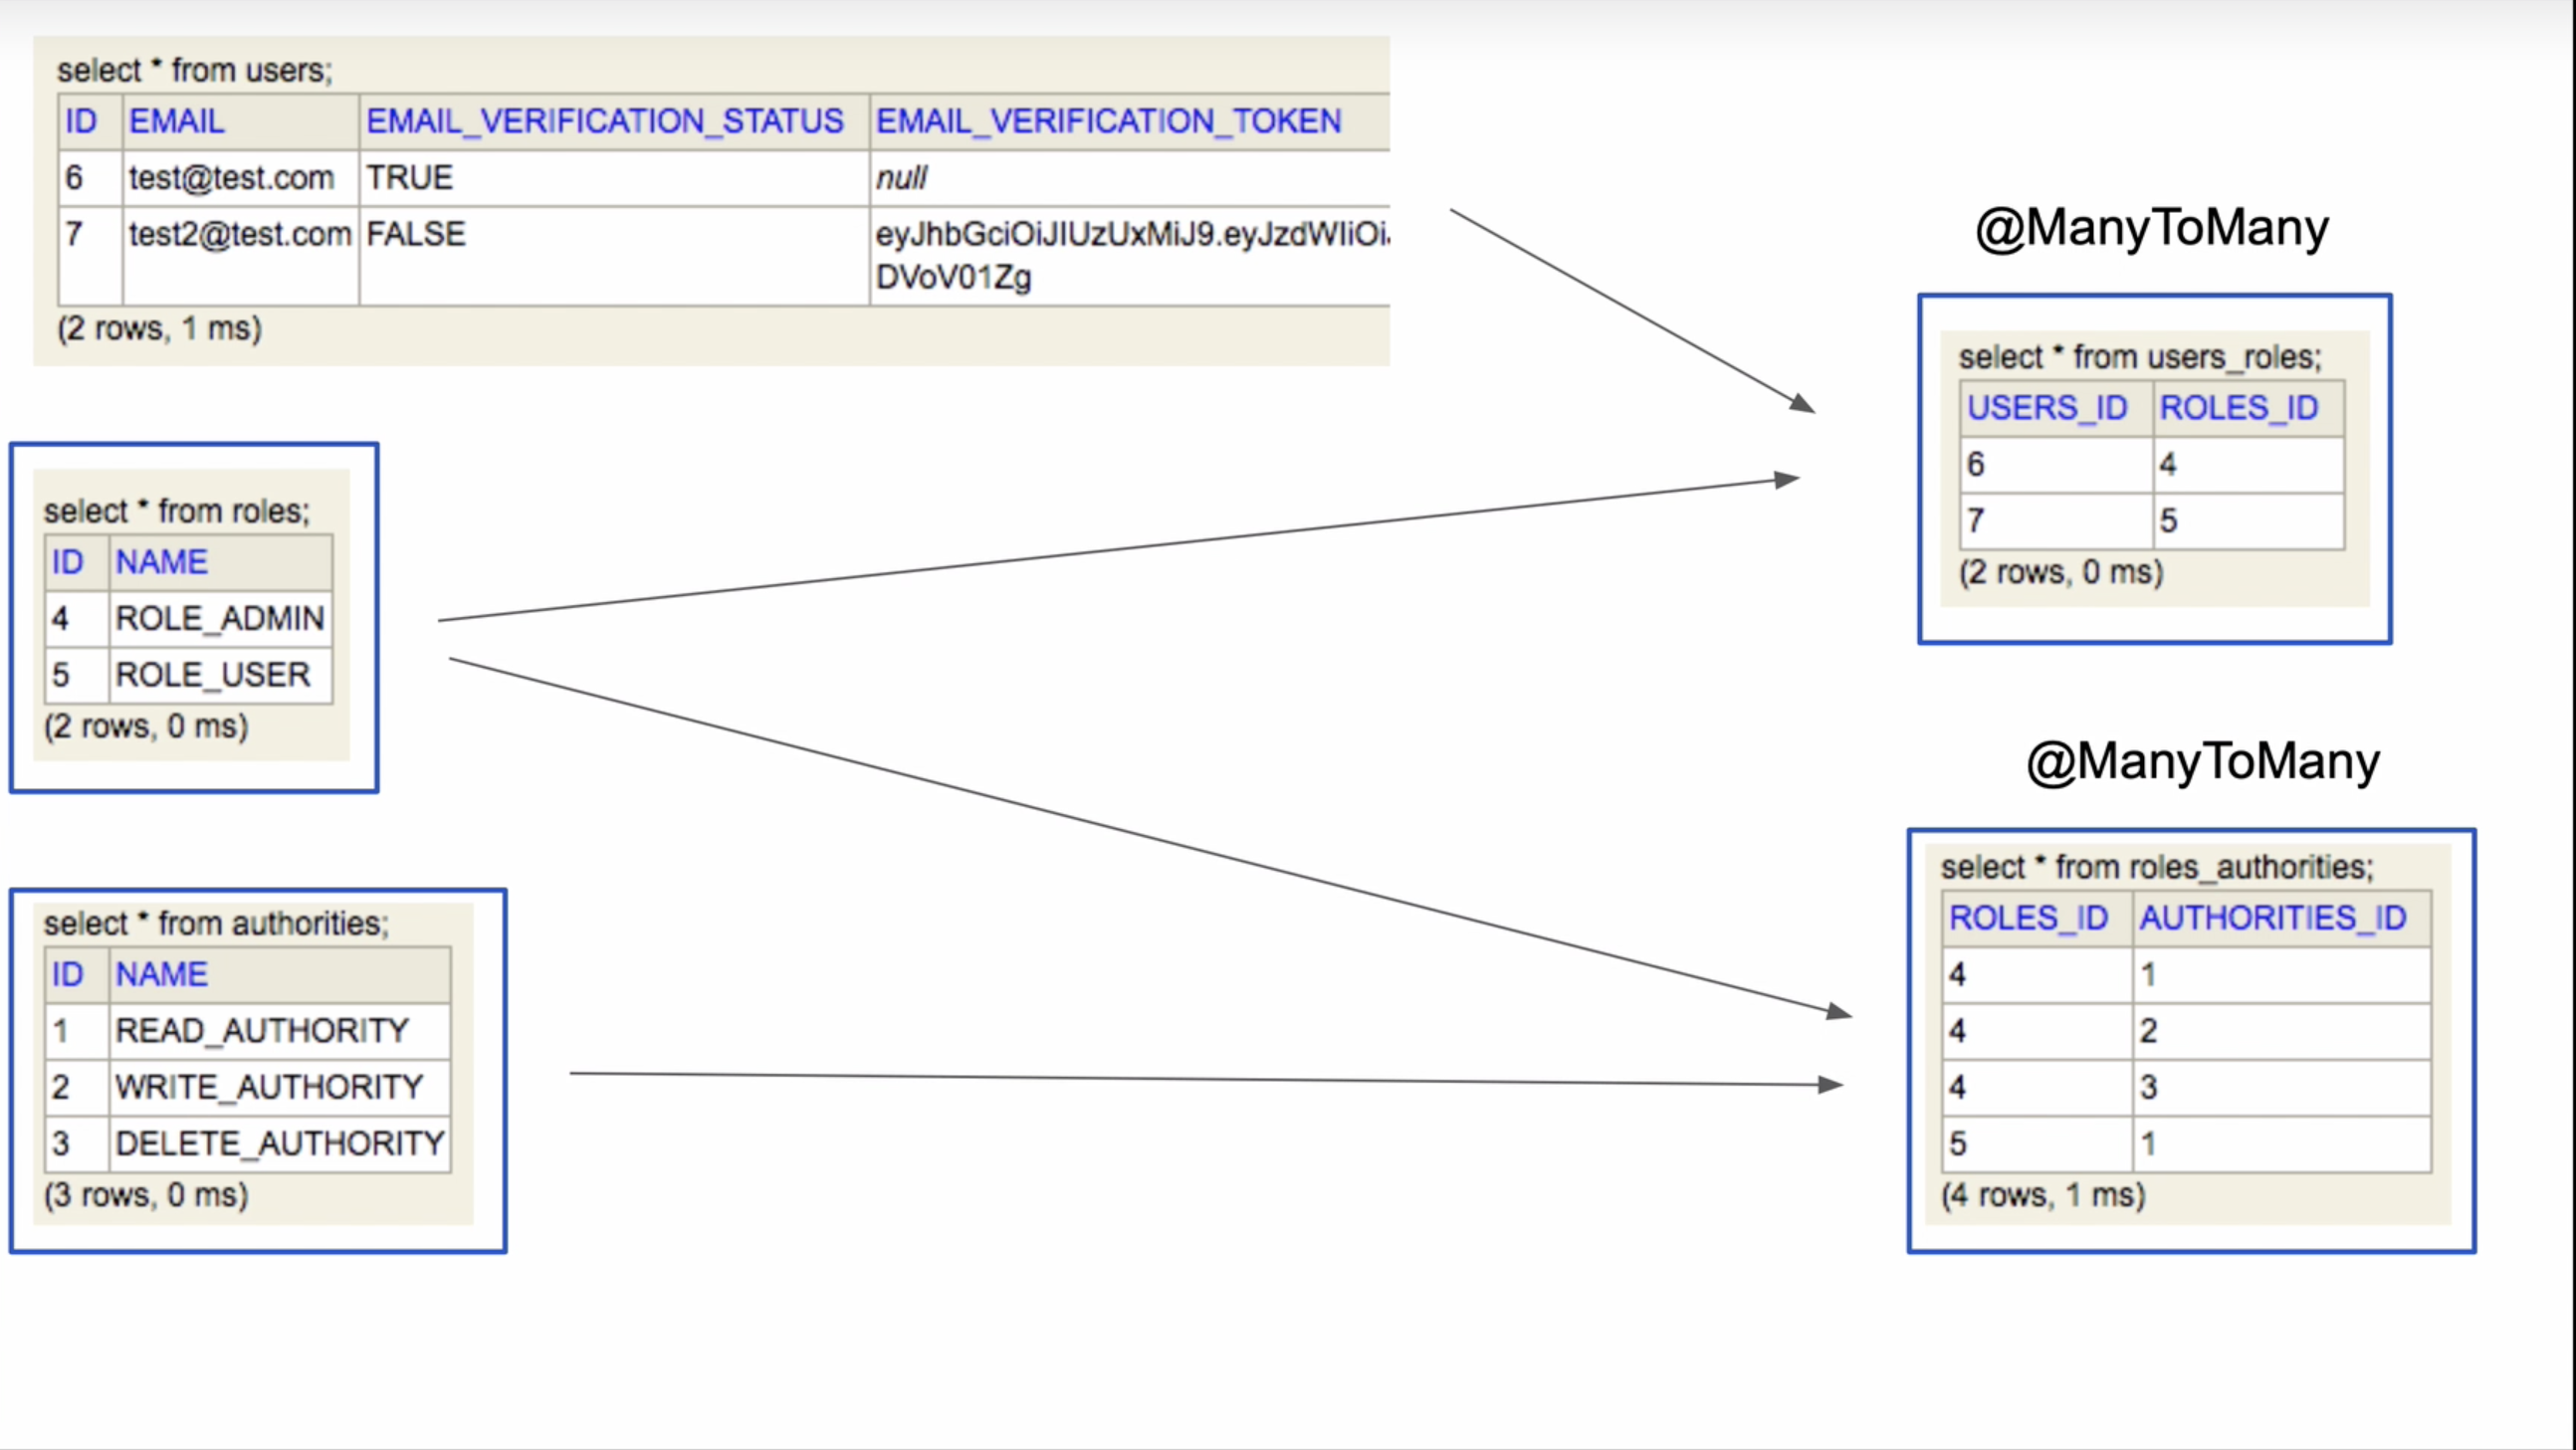 select * from users;
ID EMAIL EMAIL_VERIFICATION_STATUS EMAIL_VERIFICATION_TOKEN
6 test@test.com TRUE null
7 test2@test.com FALSE eyJhbGciOiJIUzUxMiJ9.eyJzdWIiOi
DVoV01Zg
(2 rows, 1 ms)
@ManyToMany
select * from users_roles;
USERS_ID ROLES_ID
6 4
7 5
(2 rows, 0 ms)
select * from roles;
ID NAME
4 ROLE_ADMIN
5 ROLE_USER
(2 rows, 0 ms)
@ManyToMany
select * from authorities;
ID NAME
1 READ_AUTHORITY
2 WRITE_AUTHORITY
3 DELETE_AUTHORITY
(3 rows, 0 ms)
select * from roles_authorities;
ROLES_ID AUTHORITIES_ID
4 1
4 2
4 3
5 1
(4 rows, 1 ms)